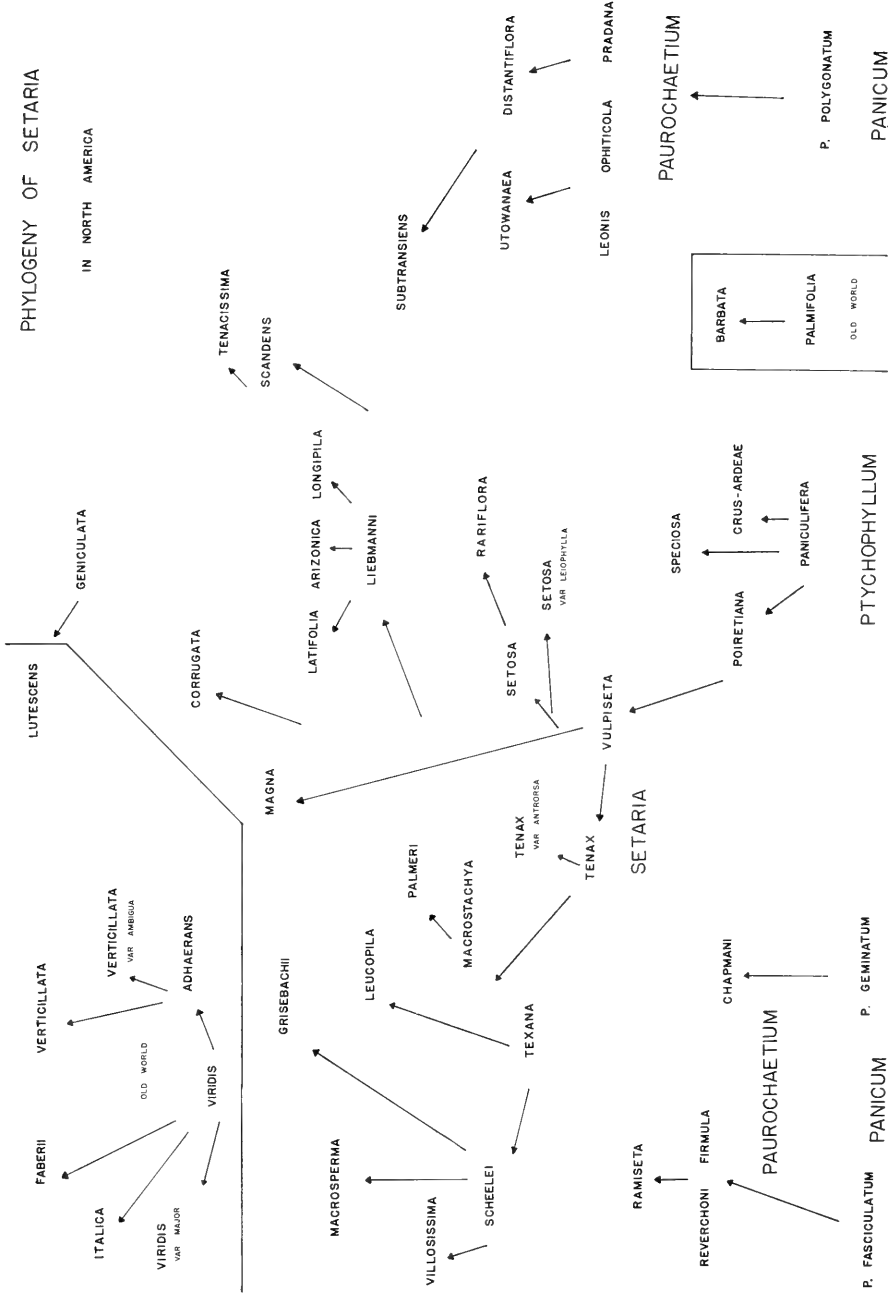 PHYLOGENY OF SETARIA
IN NORTH AMERICA
LUTESCENS
GENICULATA
FABERII
VERTICILLATA
ITALICA
VERTICILLATA
VAR AMBIGUA
OLD WORLD
VIRIDIS
VAR MAJOR
ADHAERANS
VIRIDIS
CORRUGATA
TENACISSIMA
MAGNA
SCANDENS
GRISEBACHII
LATIFOLIA
ARIZONICA
LONGIPILA
MACROSPERMA
LEUCOPILA
LIEBMANNI
SUBTRANSIENS
PALMERI
VILLOSISSIMA
MACROSTACHYA
RARIFLORA
SCHEELEI
SETOSA
UTOWANAEA
DISTANTIFLORA
TEXANA
TENAX
VAR ANTRORSA
SETOSA
VAR LEIOPHYLLA
TENAX
VULPISETA
LEONIS
OPHITICOLA
PRADANA
SETARIA
RAMISETA
PAUROCHAETIUM
SPECIOSA
REVERCHONI
FIRMULA
CHAPMANI
POIRETIANA
CRUS-ARDEAE
BARBATA
PAUROCHAETIUM
PANICULIFERA
PALMIFOLIA
P. POLYGONATUM
OLD WORLD
P. FASCICULATUM
P. GEMINATUM
PANICUM
PTYCHOPHYLLUM
PANICUM